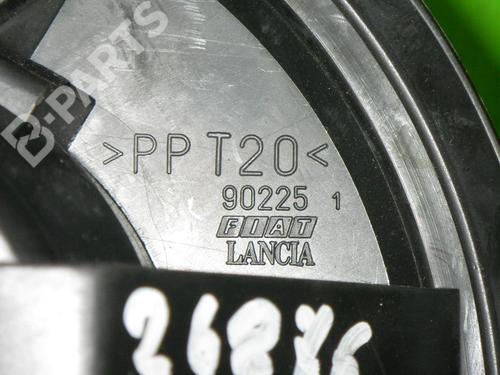 B-PARTS
>PP T20<
90225 1
FIAT
LANCIA